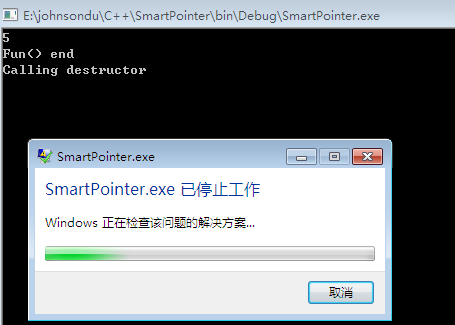 E:\johnsondu\C++\SmartPointer\bin\Debug\SmartPointer.exe
5
Fun() end
Calling destructor
SmartPointer.exe
SmartPointer.exe 已停止工作
Windows 正在检查该问题的解决方案...
取消